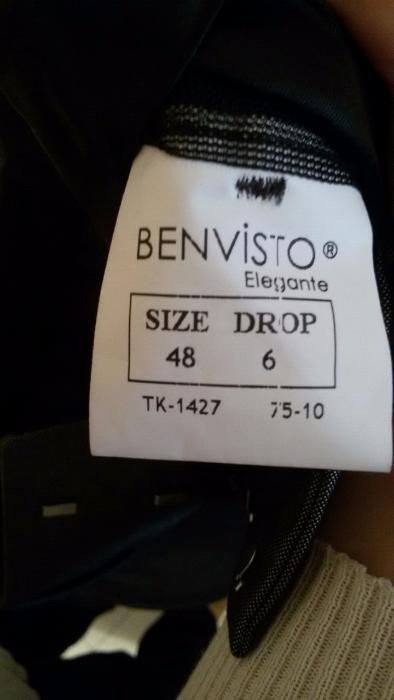 BENViSTO®
Elegante
SIZE DROP
48 6
TK-1427 75-10